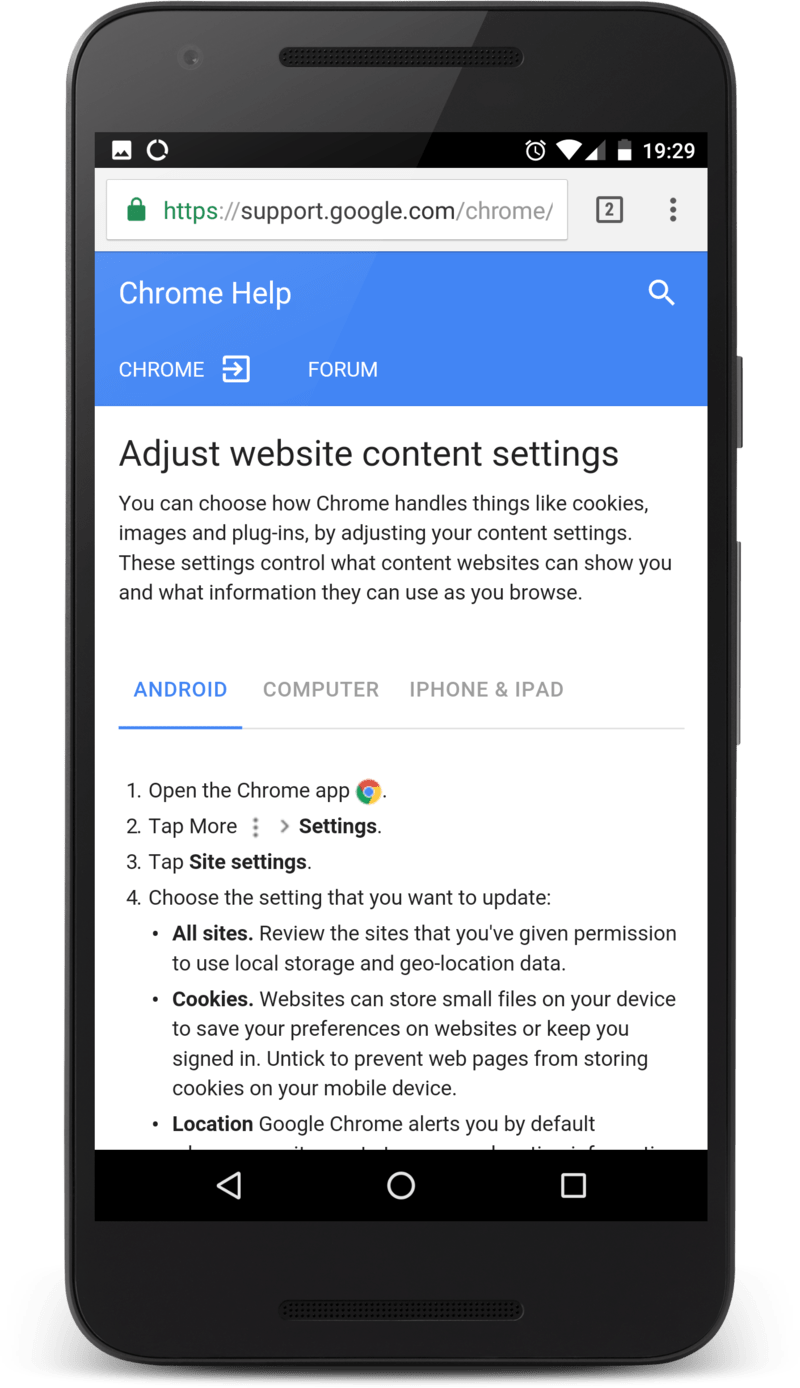 19:29
https://support.google.com/chrome/
2
Chrome Help
CHROME FORUM
Adjust website content settings
You can choose how Chrome handles things like cookies,
images and plug-ins, by adjusting your content settings.
These settings control what content websites can show you
and what information they can use as you browse.
ANDROID COMPUTER IPHONE & IPAD
1. Open the Chrome app .
2. Tap More > Settings.
3. Tap Site settings.
4. Choose the setting that you want to update:
• All sites. Review the sites that you've given permission
to use local storage and geo-location data.
• Cookies. Websites can store small files on your device
to save your preferences on websites or keep you
signed in. Untick to prevent web pages from storing
cookies on your mobile device.
• Location Google Chrome alerts you by default